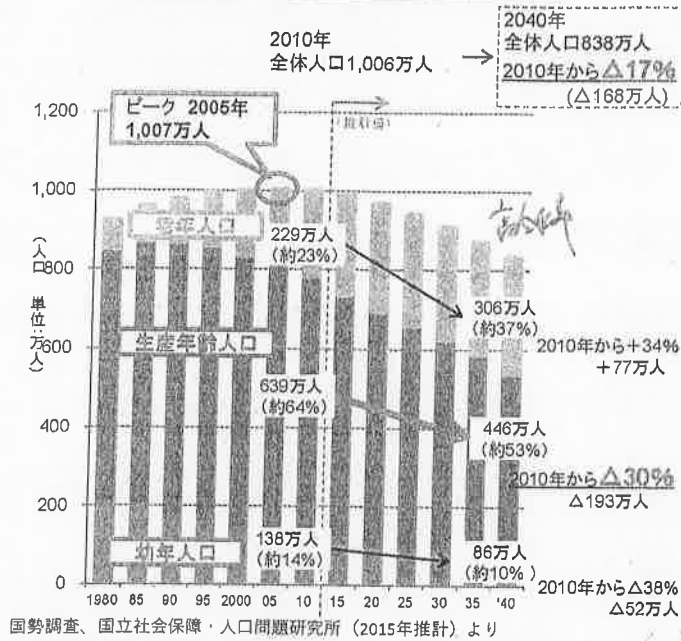 2010年
全体人口1,006万人
2040年
全体人口838万人
2010年から△17%
(△168万人)
ピーク 2005年
1,007万人
(人口 単位:万人)
1,200
1,000
800
600
400
200
0
老年人口
生産年齢人口
幼年人口
229万人
(約23%)
306万人
(約37%)
2010年から+34%
+77万人
639万人
(約64%)
446万人
(約53%)
2010年から△30%
△193万人
138万人
(約14%)
86万人
(約10%)
2010年から△38%
△52万人
1980 85 90 95 2000 05 10 15 20 25 30 35 '40
国勢調査、国立社会保障・人口問題研究所(2015年推計)より